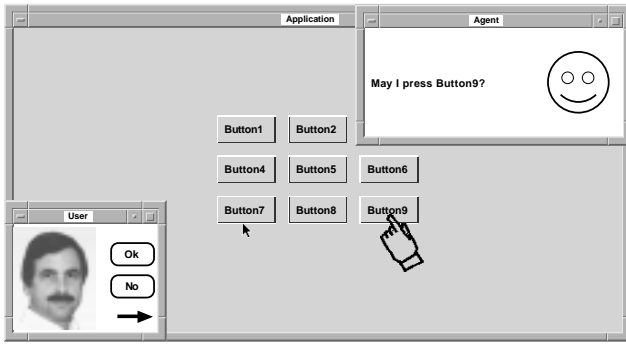 Application
Agent
May I press Button9?
Button1 Button2
Button4 Button5 Button6
Button7 Button8 Button9
User
Ok
No